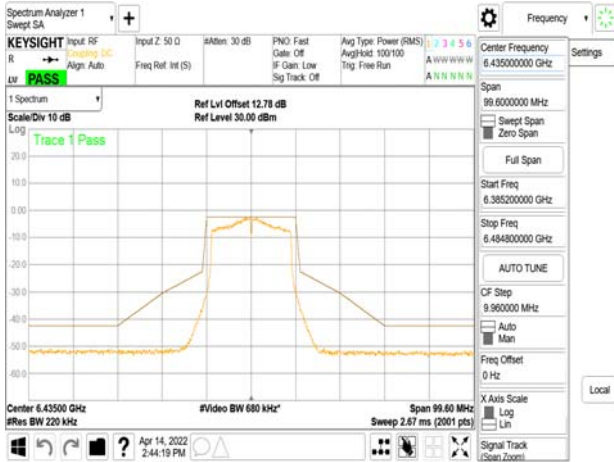 Spectrum Analyzer 1
Swept SA
+
Frequency
KEYSIGHT
R
LV PASS
Input: RF
Coupling: DC
Align: Auto
Input Z: 50 Ω
Freq Ref: Int (S)
#Atten: 30 dB
PNO: Fast
Gate: Off
IF Gain: Low
Sig Track: Off
Avg Type: Power (RMS)
Avg|Hold: 100/100
Trig: Free Run
1 2 3 4 5 6
A W W W W W
A N N N N N
1 Spectrum
Scale/Div 10 dB
Ref Lvl Offset 12.78 dB
Ref Level 30.00 dBm
Log
Trace 1 Pass
20.0
10.0
0.00
-10.0
-20.0
-30.0
-40.0
-50.0
-60.0
Center 6.43500 GHz
#Res BW 220 kHz
#Video BW 680 kHz*
Span 99.60 MHz
Sweep 2.67 ms (2001 pts)
?
Apr 14, 2022
2:44:19 PM
Center Frequency
6.435000000 GHz
Span
99.6000000 MHz
Swept Span
Zero Span
Full Span
Start Freq
6.385200000 GHz
Stop Freq
6.484800000 GHz
AUTO TUNE
CF Step
9.960000 MHz
Auto
Man
Freq Offset
0 Hz
X Axis Scale
Log
Lin
Signal Track
(Span Zoom)
Settings
Local